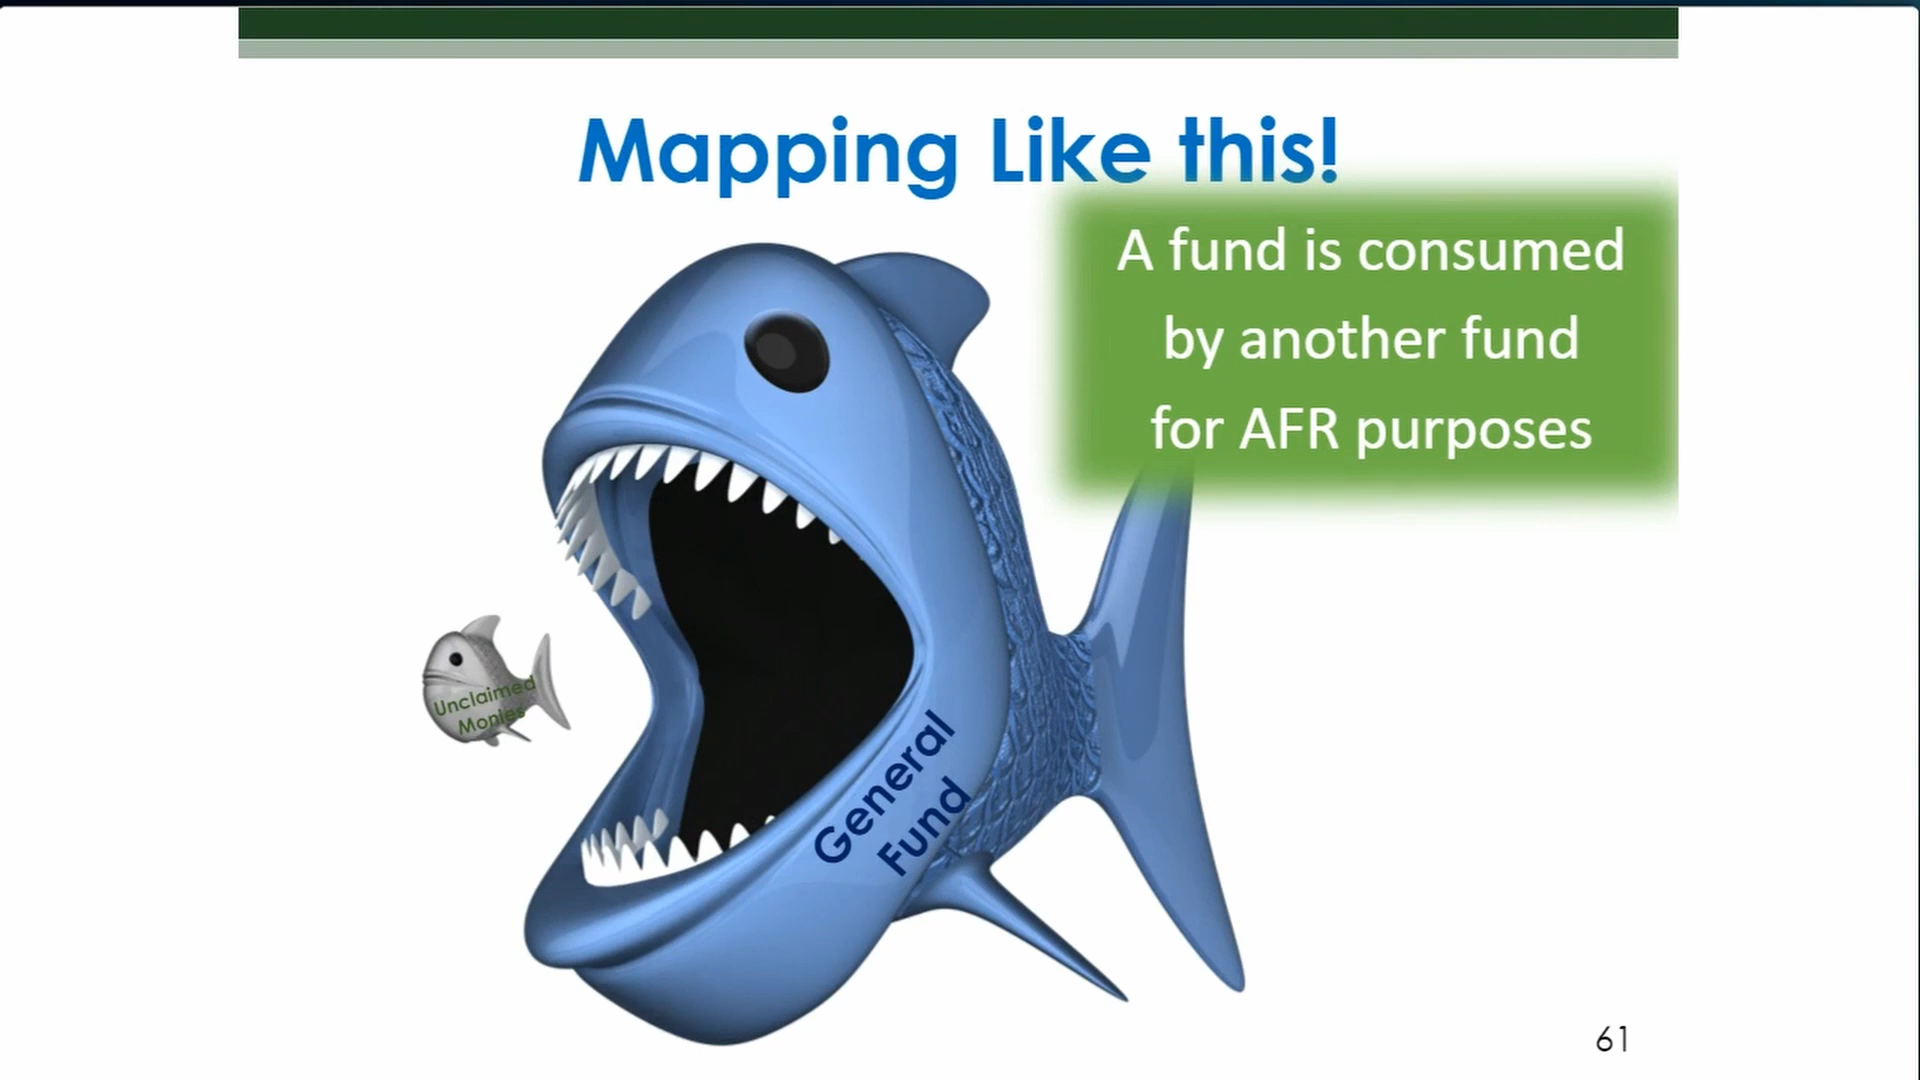 Mapping Like this!
A fund is consumed
by another fund
for AFR purposes
Unclaimed
Monies
General
Fund
61